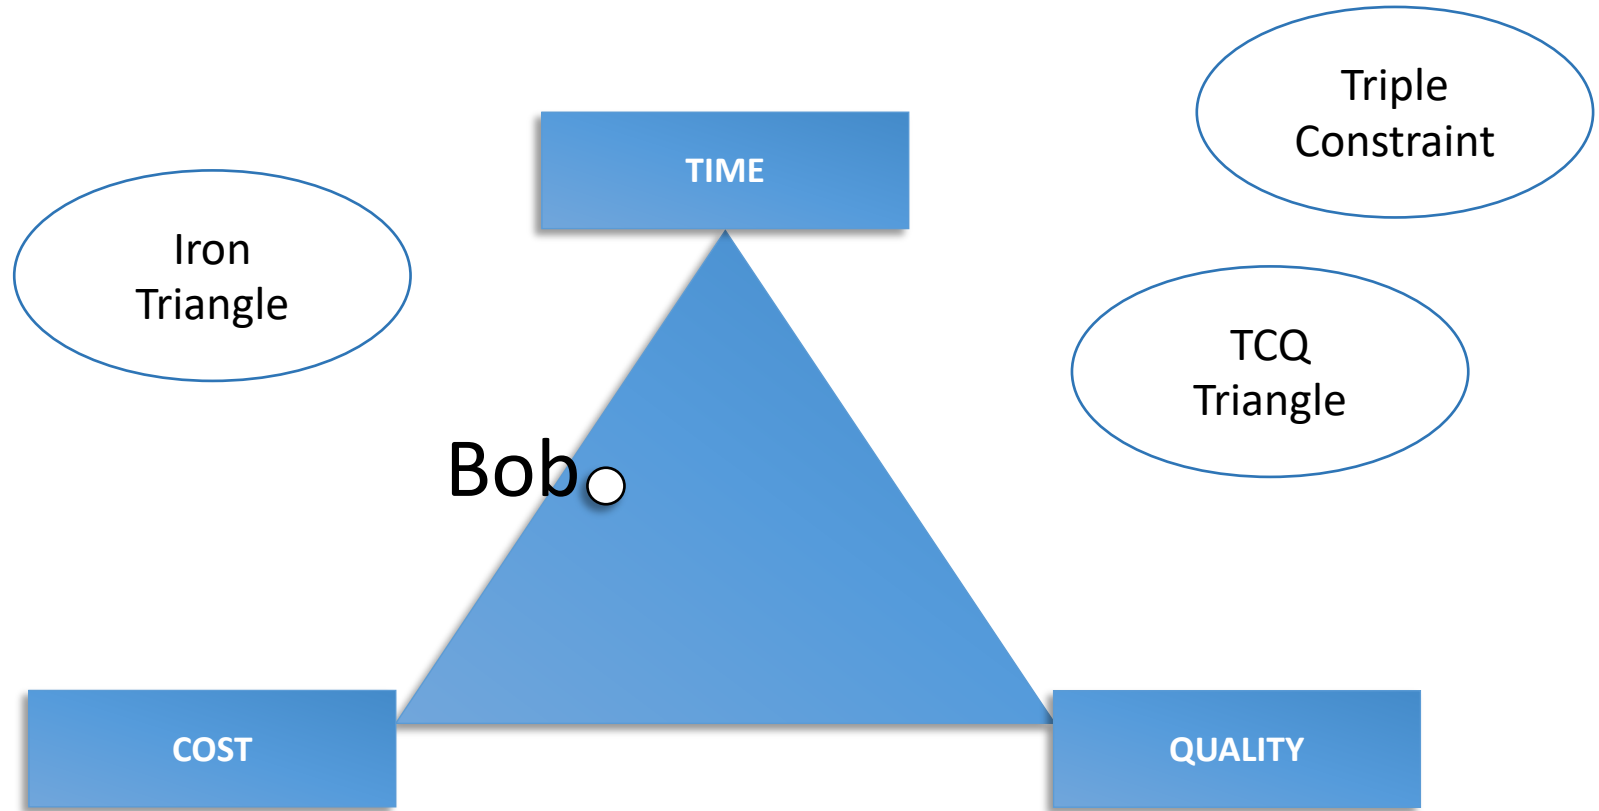 Triple
Constraint
TIME
Iron
Triangle
TCQ
Triangle
Bob
COST
QUALITY